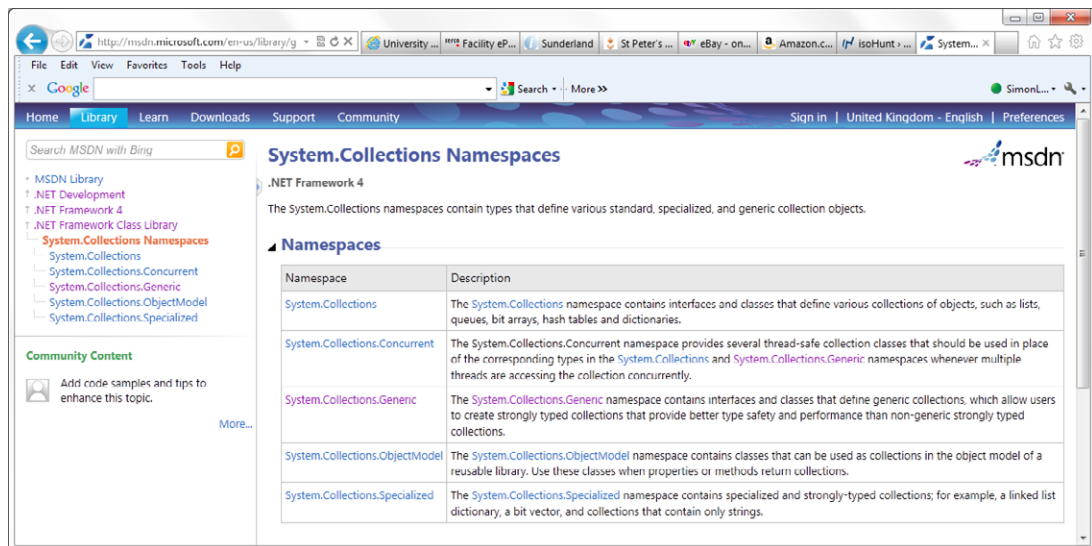 http://msdn.microsoft.com/en-us/library/g
University ...
Facility eP...
Sunderland
St Peter's ...
eBay - on...
Amazon.c...
isoHunt › ...
System...
File Edit View Favorites Tools Help
x Google
Search
More »
SimonL...
Home Library Learn Downloads Support Community
Sign in | United Kingdom - English | Preferences
Search MSDN with Bing
MSDN Library
.NET Development
.NET Framework 4
.NET Framework Class Library
System.Collections Namespaces
System.Collections
System.Collections.Concurrent
System.Collections.Generic
System.Collections.ObjectModel
System.Collections.Specialized
Community Content
Add code samples and tips to
enhance this topic.
More...
System.Collections Namespaces
msdn
.NET Framework 4
The System.Collections namespaces contain types that define various standard, specialized, and generic collection objects.
Namespaces
Namespace Description
System.Collections
The System.Collections namespace contains interfaces and classes that define various collections of objects, such as lists,
queues, bit arrays, hash tables and dictionaries.
System.Collections.Concurrent
The System.Collections.Concurrent namespace provides several thread-safe collection classes that should be used in place
of the corresponding types in the System.Collections and System.Collections.Generic namespaces whenever multiple
threads are accessing the collection concurrently.
System.Collections.Generic
The System.Collections.Generic namespace contains interfaces and classes that define generic collections, which allow users
to create strongly typed collections that provide better type safety and performance than non-generic strongly typed
collections.
System.Collections.ObjectModel
The System.Collections.ObjectModel namespace contains classes that can be used as collections in the object model of a
reusable library. Use these classes when properties or methods return collections.
System.Collections.Specialized
The System.Collections.Specialized namespace contains specialized and strongly-typed collections; for example, a linked list
dictionary, a bit vector, and collections that contain only strings.